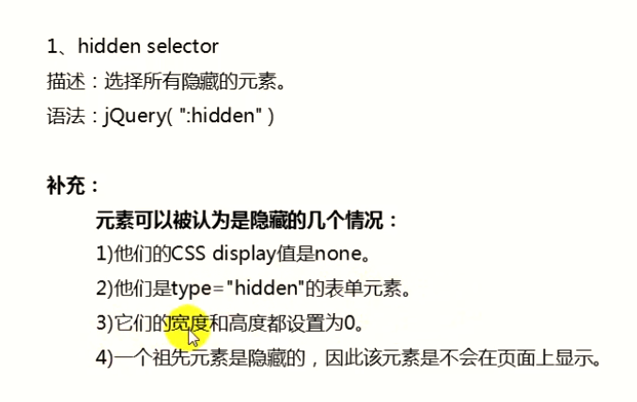 1、hidden selector
描述：选择所有隐藏的元素。
语法：jQuery( ":hidden" )
补充：
元素可以被认为是隐藏的几个情况：
1)他们的CSS display值是none。
2)他们是type="hidden"的表单元素。
3)它们的宽度和高度都设置为0。
4)一个祖先元素是隐藏的，因此该元素是不会在页面上显示。